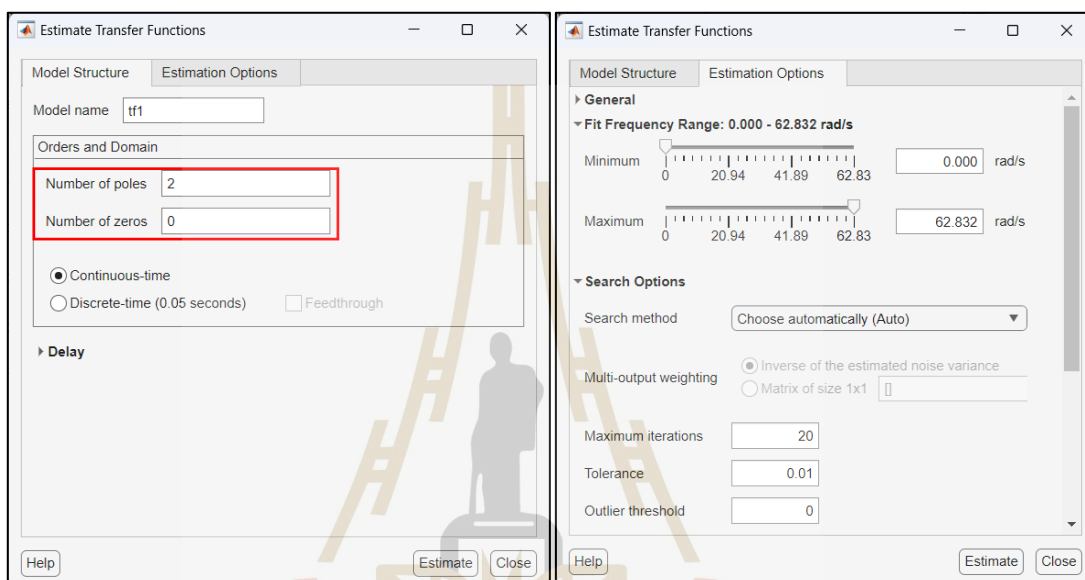 Estimate Transfer Functions
Model Structure Estimation Options
Model name tf1
Orders and Domain
Number of poles 2
Number of zeros 0
Continuous-time
Discrete-time (0.05 seconds) Feedthrough
Delay
Help Estimate Close
Estimate Transfer Functions
Model Structure Estimation Options
General
Fit Frequency Range: 0.000 - 62.832 rad/s
Minimum 0.000 rad/s
0 20.94 41.89 62.83
Maximum 62.832 rad/s
0 20.94 41.89 62.83
Search Options
Search method Choose automatically (Auto)
Multi-output weighting Inverse of the estimated noise variance
Matrix of size 1x1 []
Maximum iterations 20
Tolerance 0.01
Outlier threshold 0
Help Estimate Close